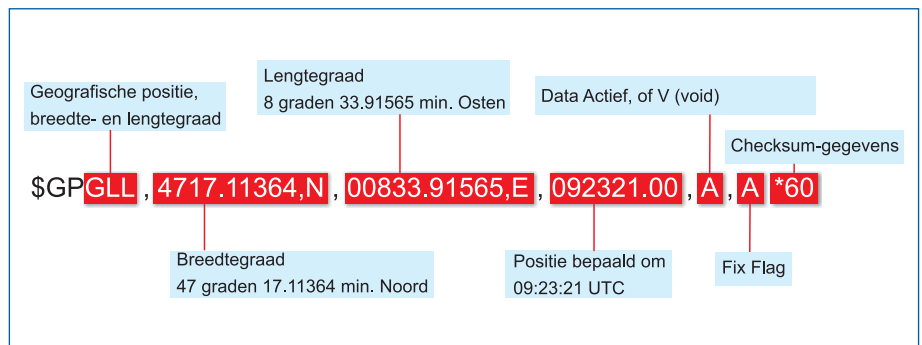 Geografische positie,
breedte- en lengtegraad
Lengtegraad
8 graden 33.91565 min. Osten
Data Actief, of V (void)
Checksum-gegevens
$GPGLL , 4717.11364,N , 00833.91565,E , 092321.00 , A , A *60
Breedtegraad
47 graden 17.11364 min. Noord
Positie bepaald om
09:23:21 UTC
Fix Flag